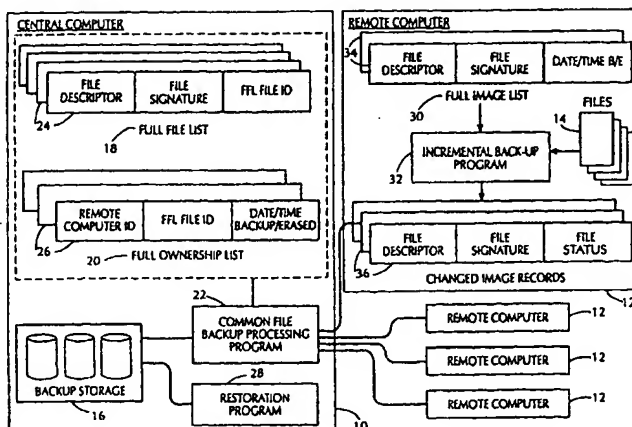 CENTRAL COMPUTER
FILE DESCRIPTOR
FILE SIGNATURE
FFL FILE ID
24
18
FULL FILE LIST
REMOTE COMPUTER ID
FFL FILE ID
DATE/TIME BACKUP/ERASED
26
20
FULL OWNERSHIP LIST
22
COMMON FILE BACKUP PROCESSING PROGRAM
BACKUP STORAGE
16
28
RESTORATION PROGRAM
10
REMOTE COMPUTER
34
FILE DESCRIPTOR
FILE SIGNATURE
DATE/TIME B/E
30
FULL IMAGE LIST
14
FILES
32
INCREMENTAL BACK-UP PROGRAM
FILE DESCRIPTOR
FILE SIGNATURE
FILE STATUS
36
CHANGED IMAGE RECORDS
12
REMOTE COMPUTER
12
REMOTE COMPUTER
12
REMOTE COMPUTER
12